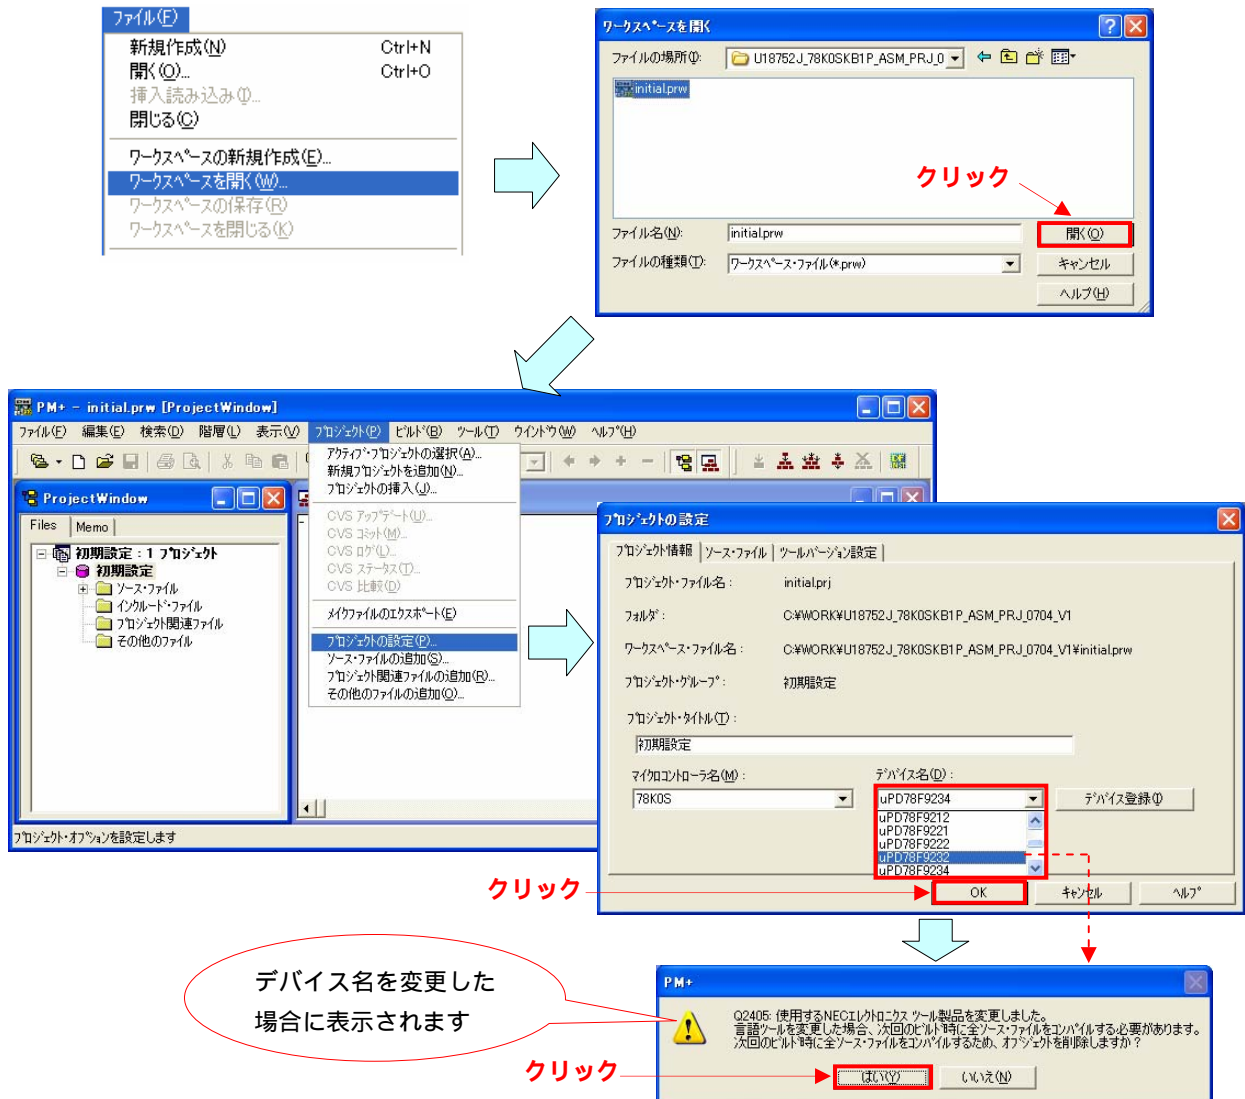 ファイル(F)
新規作成(N) Ctrl+N
開く(O)... Ctrl+O
挿入読み込み(I)...
閉じる(C)
ワークスペースの新規作成(E)...
ワークスペースを開く(W)...
ワークスペースの保存(R)
ワークスペースを閉じる(K)
ワークスペースを開く
ファイルの場所(I): U18752J_78K0SKB1P_ASM_PRJ_0
initial.prw
クリック
ファイル名(N): initial.prw 開く(O)
ファイルの種類(T): ワークスペース・ファイル(*.prw) キャンセル
ヘルプ(H)
PM+ - initial.prw [ProjectWindow]
ファイル(F) 編集(E) 検索(D) 階層(L) 表示(V) プロジェクト(P) ビルド(B) ツール(T) ウインドウ(W) ヘルプ(H)
アクティブ・プロジェクトの選択(A)...
新規プロジェクトを追加(N)...
プロジェクトの挿入(J)...
CVS アップデート(U)...
CVS コミット(M)...
CVS ログ(L)...
CVS ステータス(T)...
CVS 比較(D)
メイクファイルのエクスポート(E)
プロジェクトの設定(P)...
ソース・ファイルの追加(S)...
プロジェクト関連ファイルの追加(R)...
その他のファイルの追加(O)...
ProjectWindow
Files Memo
初期設定 : 1 プロジェクト
初期設定
ソース・ファイル
インクルード・ファイル
プロジェクト関連ファイル
その他のファイル
プロジェクト・オプションを設定します
プロジェクトの設定
プロジェクト情報 ソース・ファイル ツールバージョン設定
プロジェクト・ファイル名 : initial.prj
フォルダ : C:¥WORK¥U18752J_78K0SKB1P_ASM_PRJ_0704_V1
ワークスペース・ファイル名 : C:¥WORK¥U18752J_78K0SKB1P_ASM_PRJ_0704_V1¥initial.prw
プロジェクト・グループ : 初期設定
プロジェクト・タイトル(T) :
初期設定
マイクロコントローラ名(M) : デバイス名(D) :
78K0S uPD78F9234 デバイス登録(I)
uPD78F9212
uPD78F9221
uPD78F9222
uPD78F9232
uPD78F9234
クリック
OK キャンセル ヘルプ
デバイス名を変更した
場合に表示されます
PM+
Q2405: 使用するNECエレクトロニクス ツール製品を変更しました。
言語ツールを変更した場合、次回のビルド時に全ソース・ファイルをコンパイルする必要があります。
次回のビルド時に全ソース・ファイルをコンパイルするため、オブジェクトを削除しますか？
クリック
はい(Y) いいえ(N)